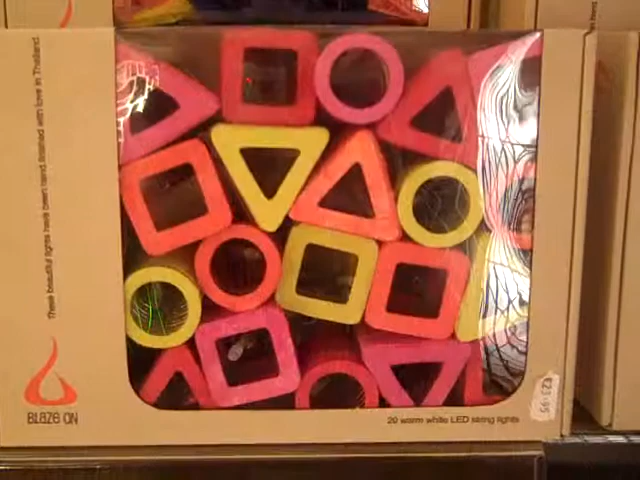 These beautiful lights have been hand finished with love in Thailand.
BLaZe ON
20 warm white LED string lights
£23.95